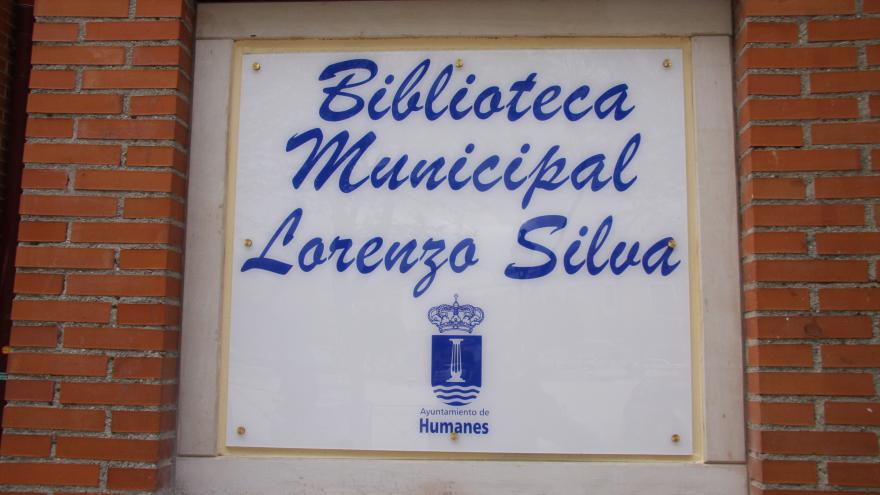 Biblioteca
Municipal
Lorenzo Silva
Ayuntamiento de
Humanes